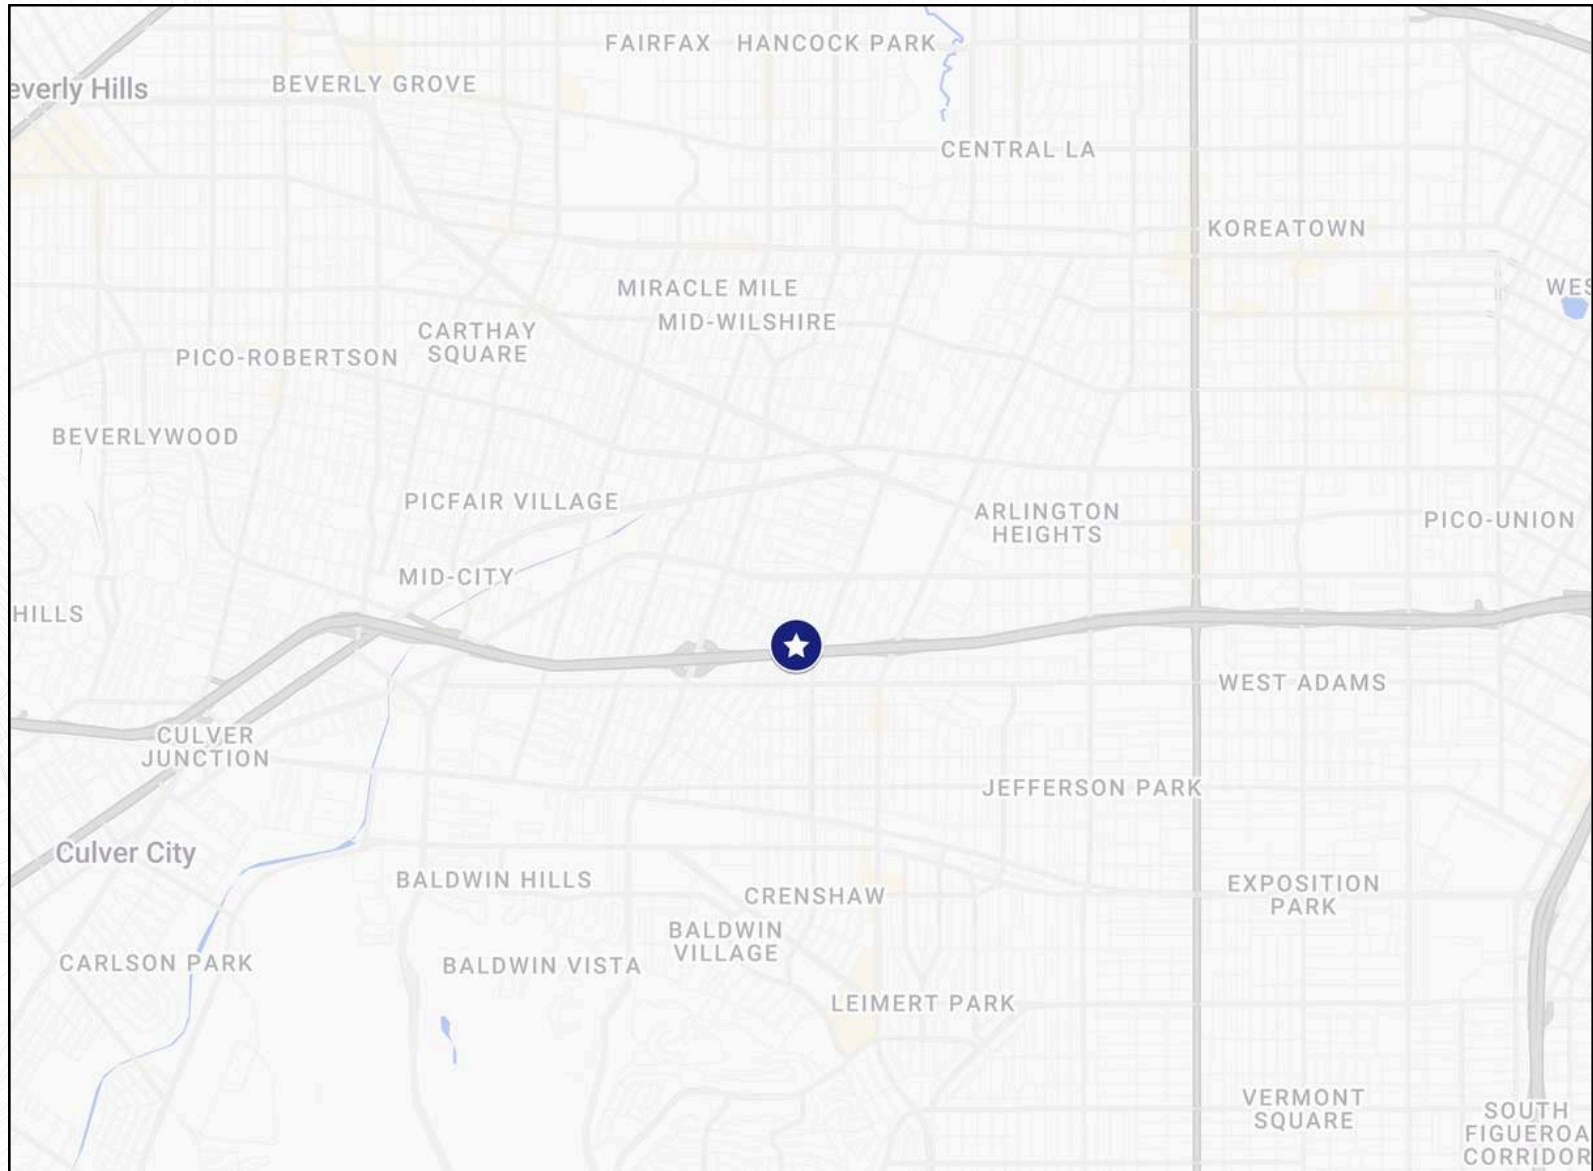 FAIRFAX
HANCOCK PARK
everly Hills
BEVERLY GROVE
CENTRAL LA
KOREATOWN
MIRACLE MILE
WES
MID-WILSHIRE
CARTHAY
SQUARE
PICO-ROBERTSON
BEVERLYWOOD
PICFAIR VILLAGE
ARLINGTON
HEIGHTS
PICO-UNION
MID-CITY
HILLS
WEST ADAMS
CULVER
JUNCTION
JEFFERSON PARK
Culver City
BALDWIN HILLS
CRENSHAW
EXPOSITION
PARK
BALDWIN
VILLAGE
CARLSON PARK
BALDWIN VISTA
LEIMERT PARK
VERMONT
SQUARE
SOUTH
FIGUEROA
CORRIDOR